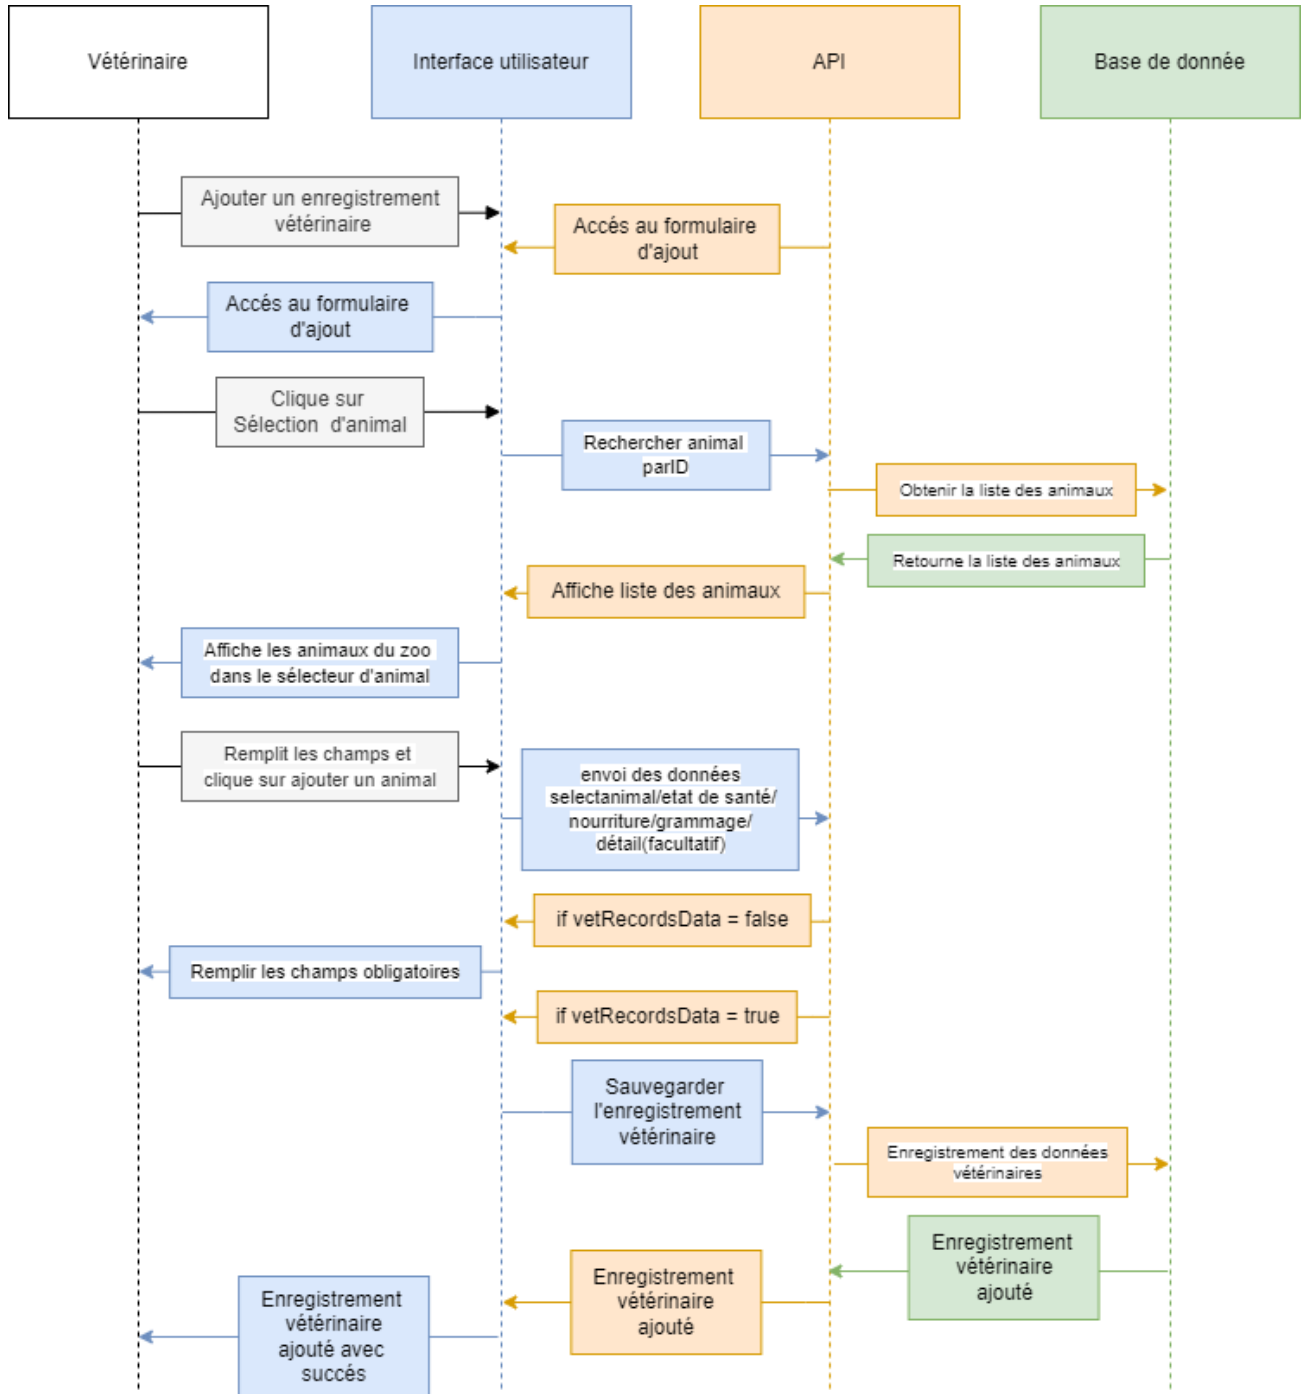 Vétérinaire
Interface utilisateur
API
Base de donnée
Ajouter un enregistrement
vétérinaire
Accés au formulaire
d'ajout
Accés au formulaire
d'ajout
Clique sur
Sélection d'animal
Rechercher animal
parID
Obtenir la liste des animaux
Retourne la liste des animaux
Affiche liste des animaux
Affiche les animaux du zoo
dans le sélecteur d'animal
Remplit les champs et
clique sur ajouter un animal
envoi des données
selectanimal/etat de santé/
nourriture/grammage/
détail(facultatif)
if vetRecordsData = false
Remplir les champs obligatoires
if vetRecordsData = true
Sauvegarder
l'enregistrement
vétérinaire
Enregistrement des données
vétérinaires
Enregistrement
vétérinaire
ajouté
Enregistrement
vétérinaire
ajouté
Enregistrement
vétérinaire
ajouté avec
succés